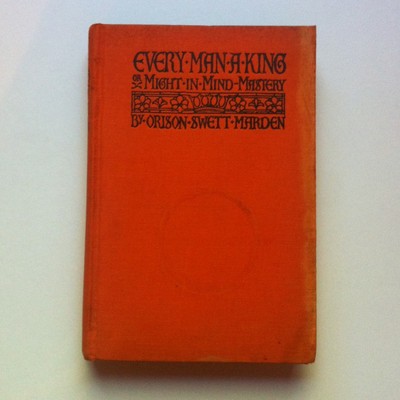 EVERY·MAN·A·KING
OR MIGHT·IN·MIND-MASTERY
BY·ORISON·SWETT·MARDEN